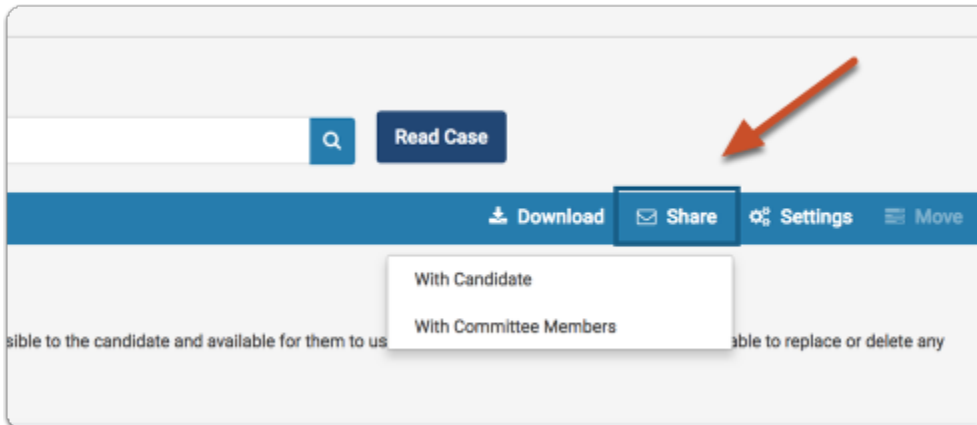 Read Case
Download Share Settings Move
With Candidate
With Committee Members
sible to the candidate and available for them to us able to replace or delete any